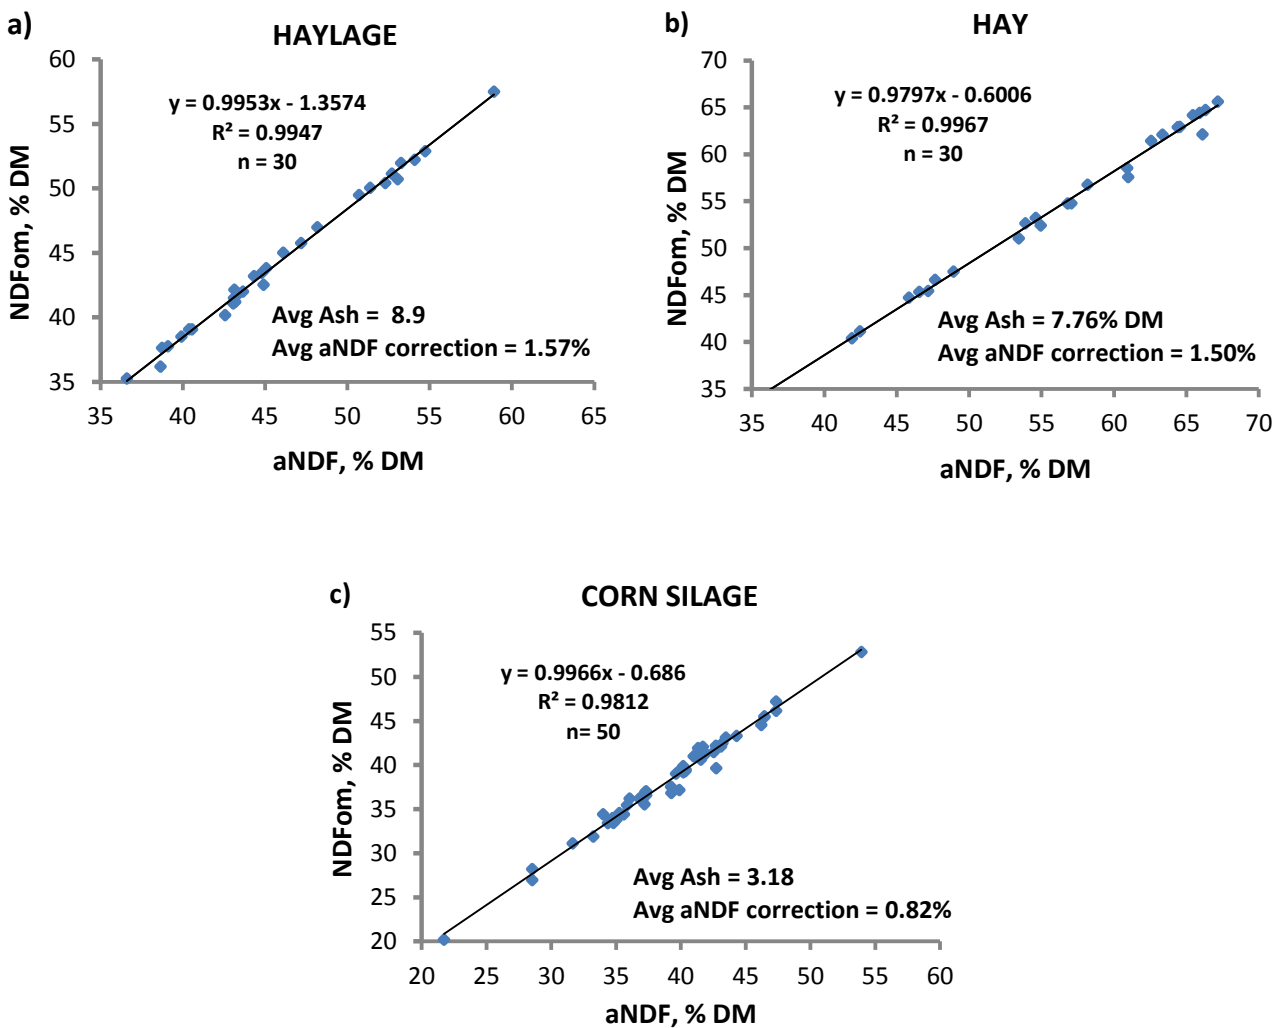 a)
HAYLAGE
60
55
50
45
40
35
y = 0.9953x - 1.3574
R² = 0.9947
n = 30
Avg Ash = 8.9
Avg aNDF correction = 1.57%
NDFom, % DM
35 40 45 50 55 60 65
aNDF, % DM
b)
HAY
70
65
60
55
50
45
40
35
y = 0.9797x - 0.6006
R² = 0.9967
n = 30
Avg Ash = 7.76% DM
Avg aNDF correction = 1.50%
NDFom, % DM
35 40 45 50 55 60 65 70
aNDF, % DM
c)
CORN SILAGE
55
50
45
40
35
30
25
20
y = 0.9966x - 0.686
R² = 0.9812
n= 50
Avg Ash = 3.18
Avg aNDF correction = 0.82%
NDFom, % DM
20 25 30 35 40 45 50 55 60
aNDF, % DM